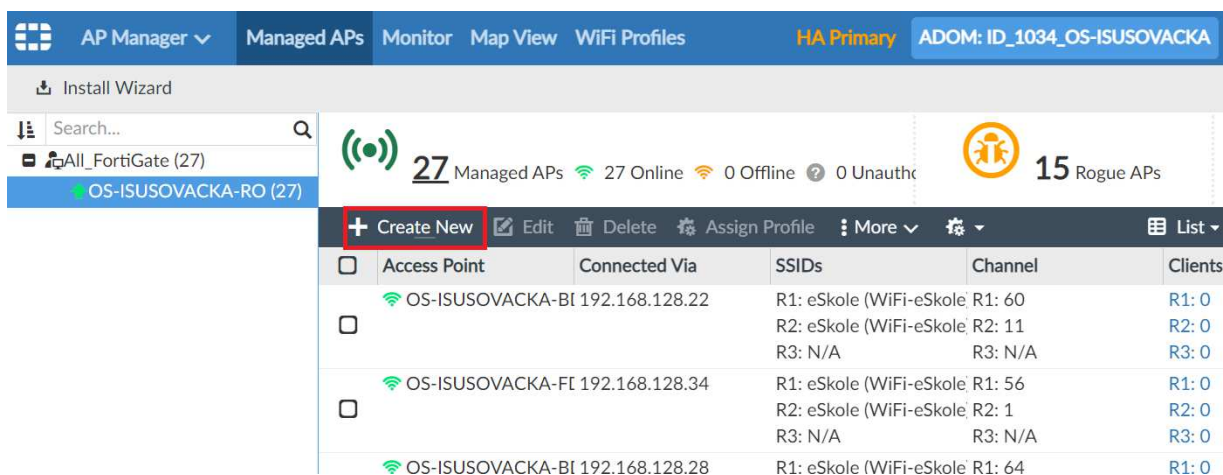 AP Manager Managed APs Monitor Map View WiFi Profiles HA Primary ADOM: ID_1034_OS-ISUSOVACKA
Install Wizard
Search...
All_FortiGate (27)
OS-ISUSOVACKA-RO (27)
27 Managed APs 27 Online 0 Offline 0 Unautho
15 Rogue APs
Create New Edit Delete Assign Profile More List
Access Point Connected Via SSIDs Channel Clients
OS-ISUSOVACKA-BI 192.168.128.22 R1: eSkole (WiFi-eSkole) R1: 60 R1: 0
R2: eSkole (WiFi-eSkole) R2: 11 R2: 0
R3: N/A R3: N/A R3: 0
OS-ISUSOVACKA-FI 192.168.128.34 R1: eSkole (WiFi-eSkole) R1: 56 R1: 0
R2: eSkole (WiFi-eSkole) R2: 1 R2: 0
R3: N/A R3: N/A R3: 0
OS-ISUSOVACKA-BI 192.168.128.28 R1: eSkole (WiFi-eSkole) R1: 64 R1: 0